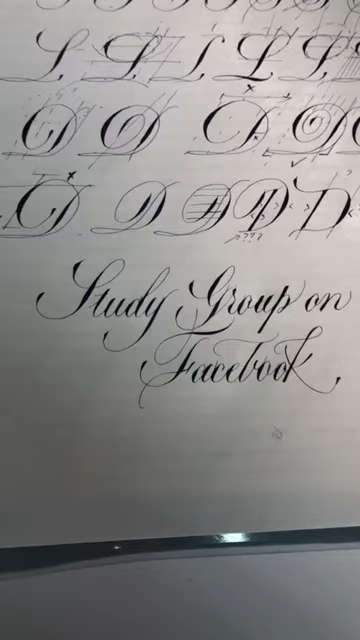 L L L L L
D D D D
D D D D D
???
Study Group on
Facebook,